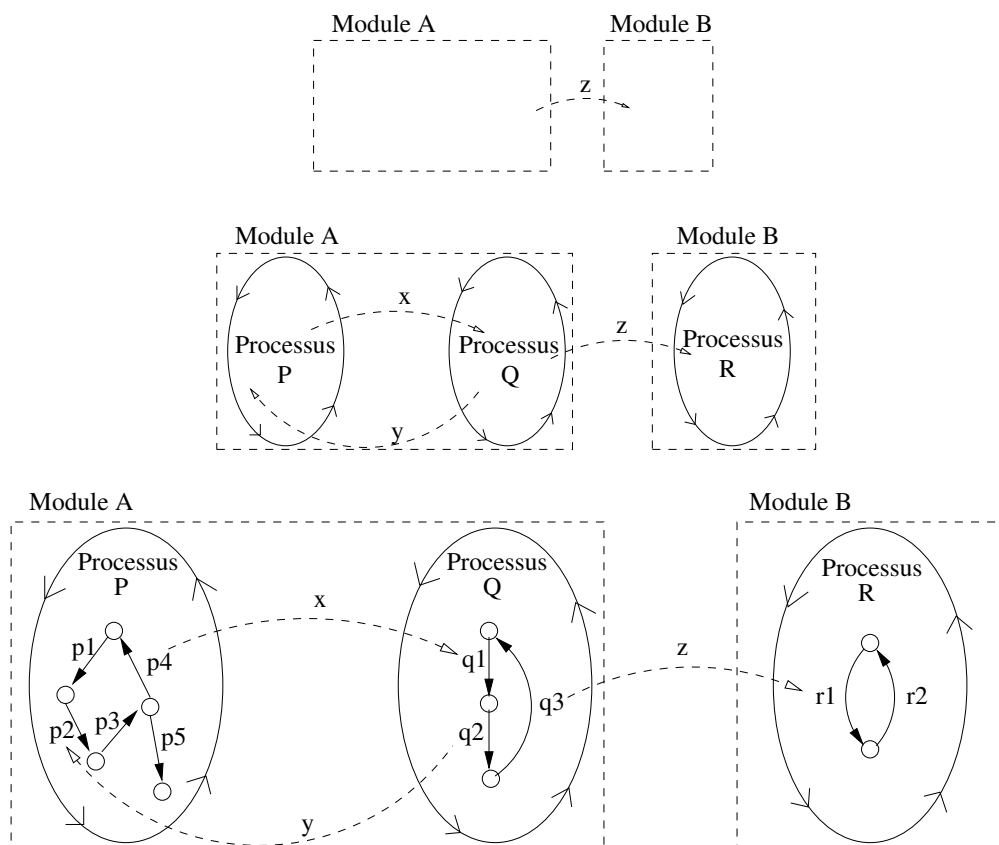 Module A
Module B
z
Module A
Module B
x
z
Processus
P
Processus
Q
Processus
R
y
Module A
Module B
Processus
P
Processus
Q
Processus
R
x
z
p1
p4
q1
q3
r1
r2
p2
p3
p5
q2
y